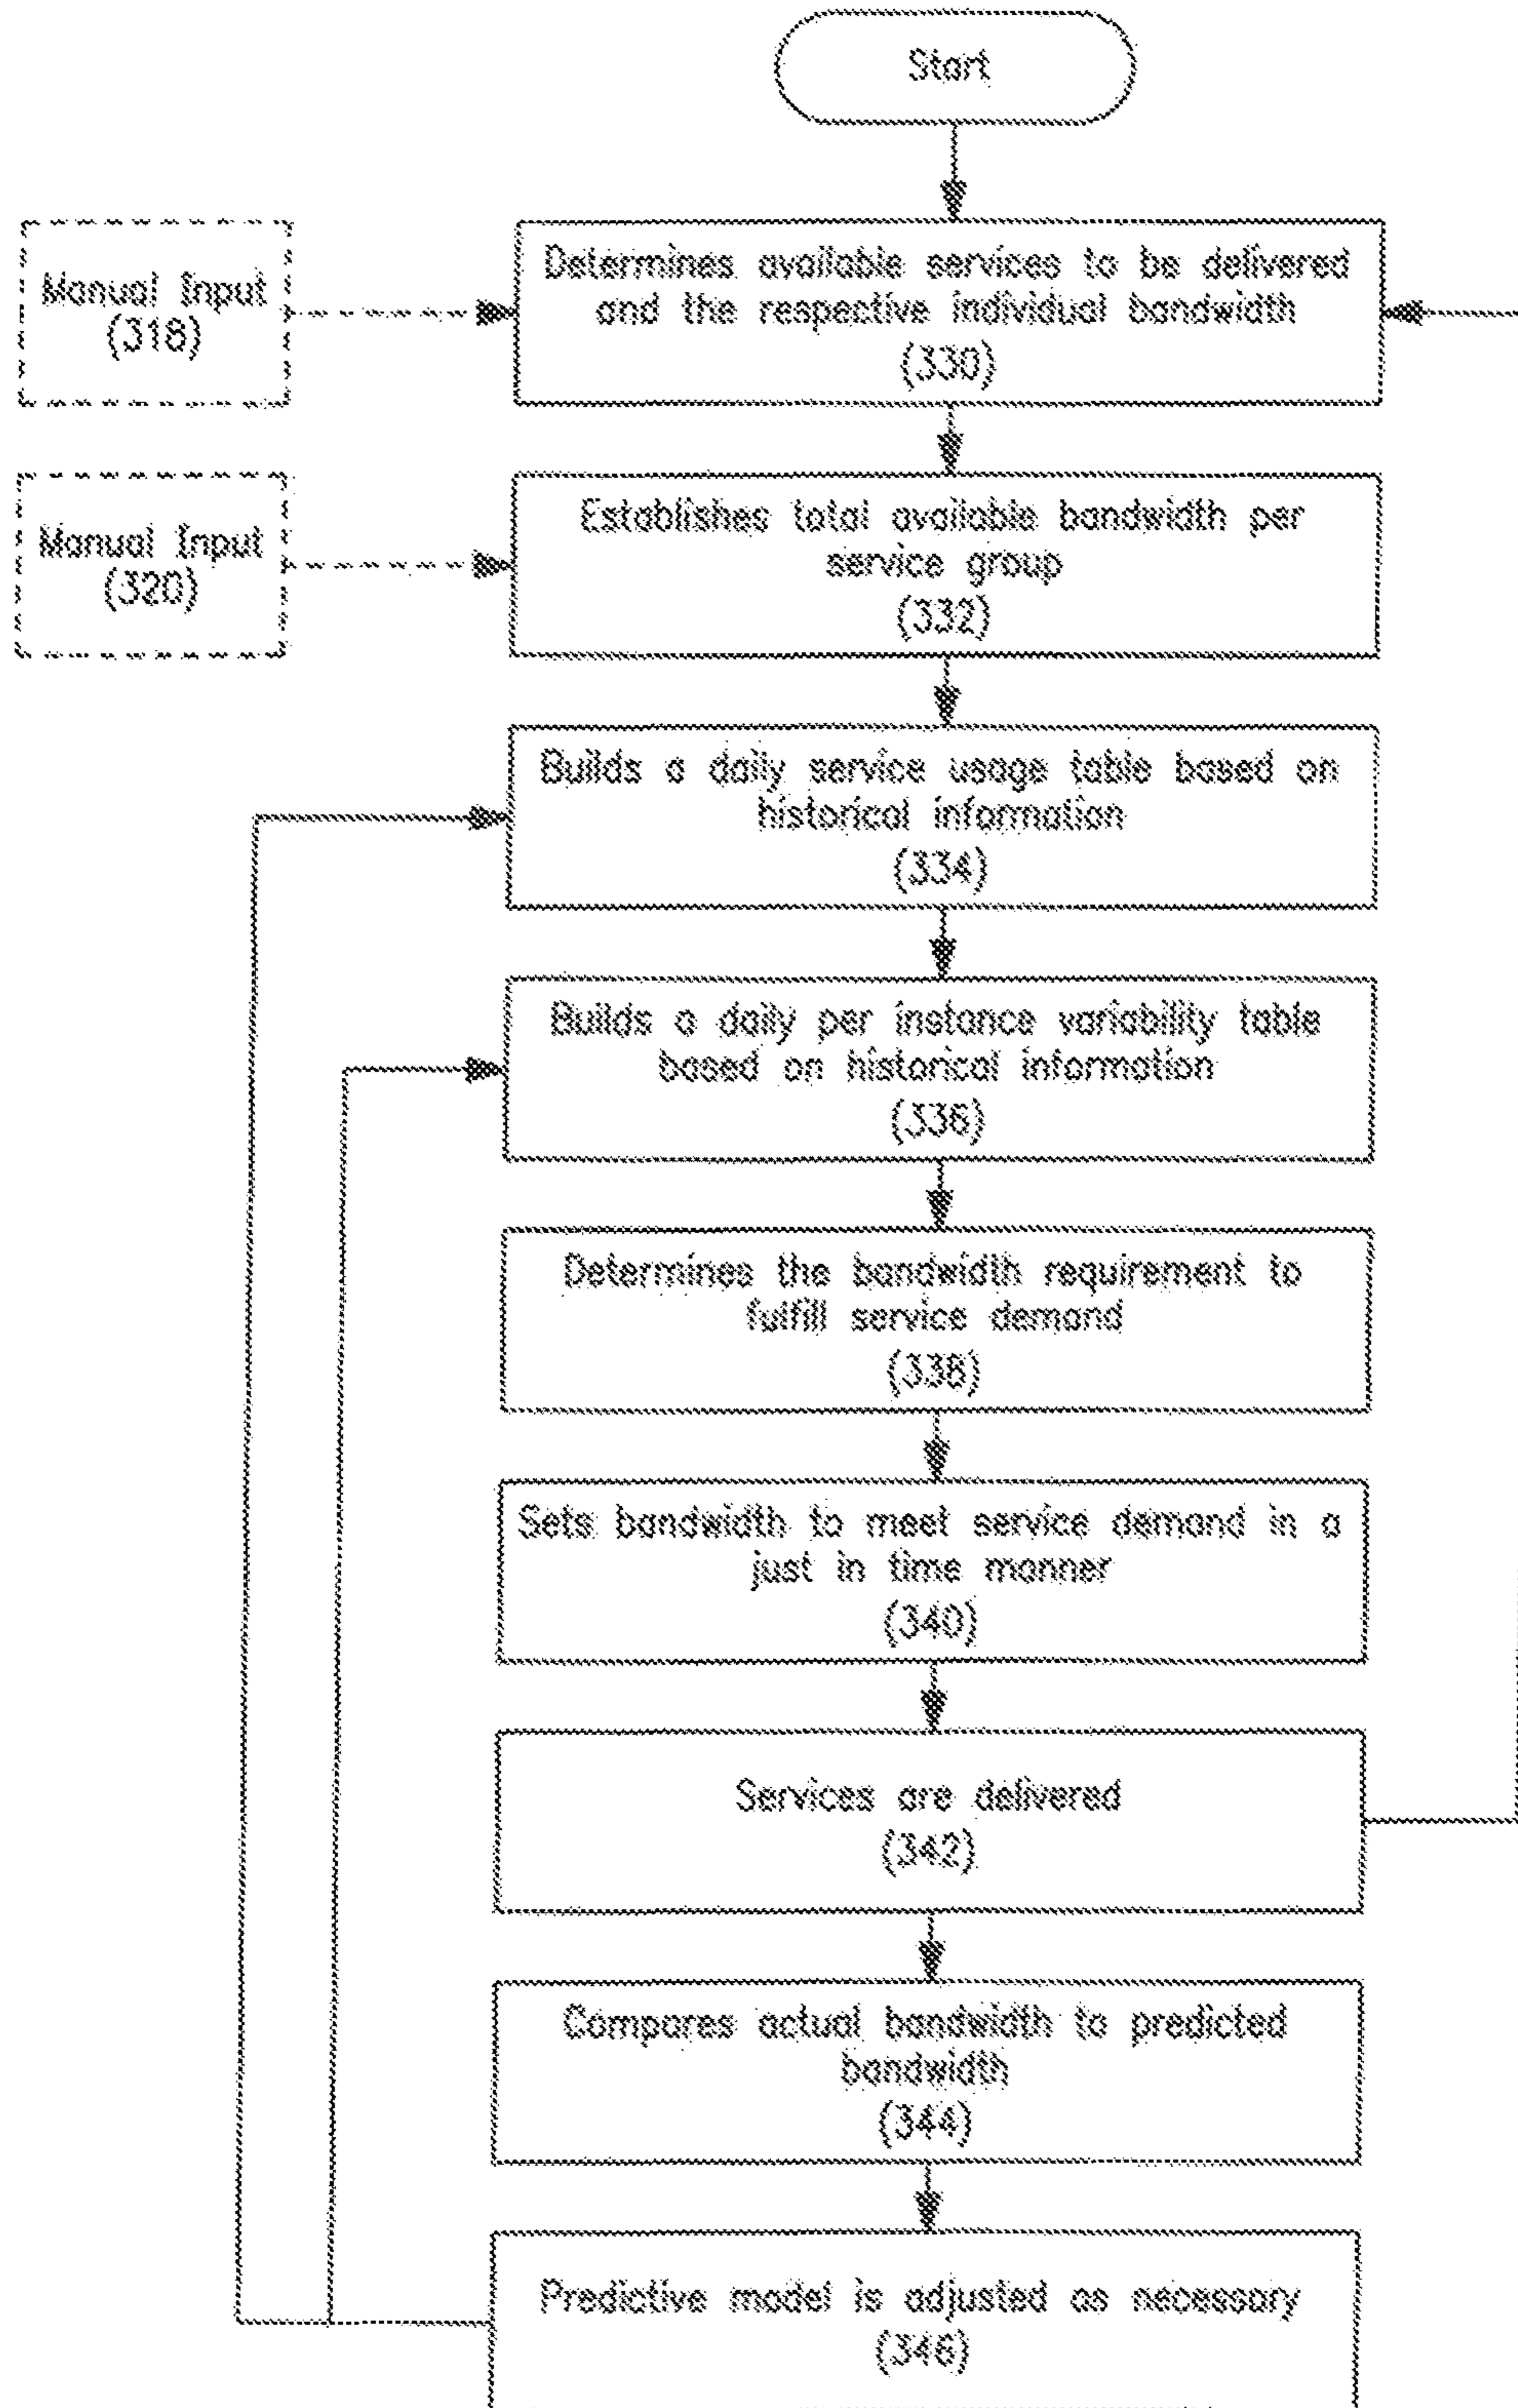 Start
Manual Input
(318)
Determines available services to be delivered
and the respective individual bandwidth
(330)
Manual Input
(320)
Establishes total available bandwidth per
service group
(332)
Builds a daily service usage table based on
historical information
(334)
Builds a daily per instance variability table
based on historical information
(336)
Determines the bandwidth requirement to
fulfill service demand
(338)
Sets bandwidth to meet service demand in a
just in time manner
(340)
Services are delivered
(342)
Compares actual bandwidth to predicted
bandwidth
(344)
Predictive model is adjusted as necessary
(346)